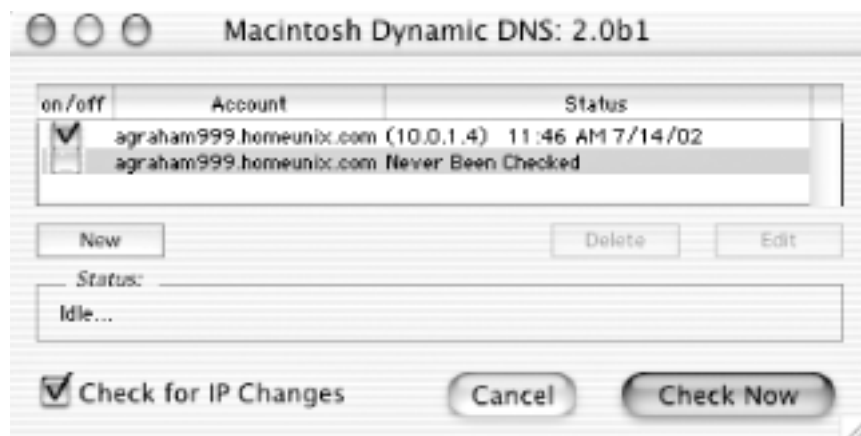 Macintosh Dynamic DNS: 2.0b1
on/off Account Status
agraham999.homeunix.com (10.0.1.4) 11:46 AM 7/14/02
agraham999.homeunix.com Never Been Checked
New Delete Edit
Status:
Idle...
Check for IP Changes Cancel Check Now